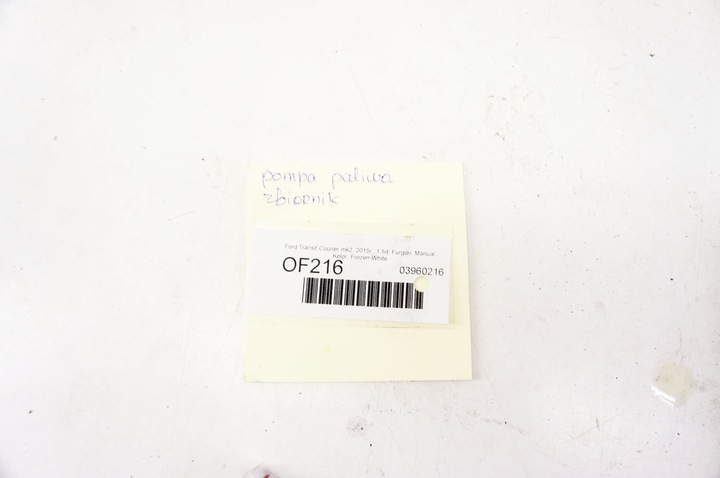 pompa paliwa
zbiornik
Ford Transit Courier mk2, 2015r., 1.5d, Furgon, Manual,
Kolor: Frozen White
OF216
03960216